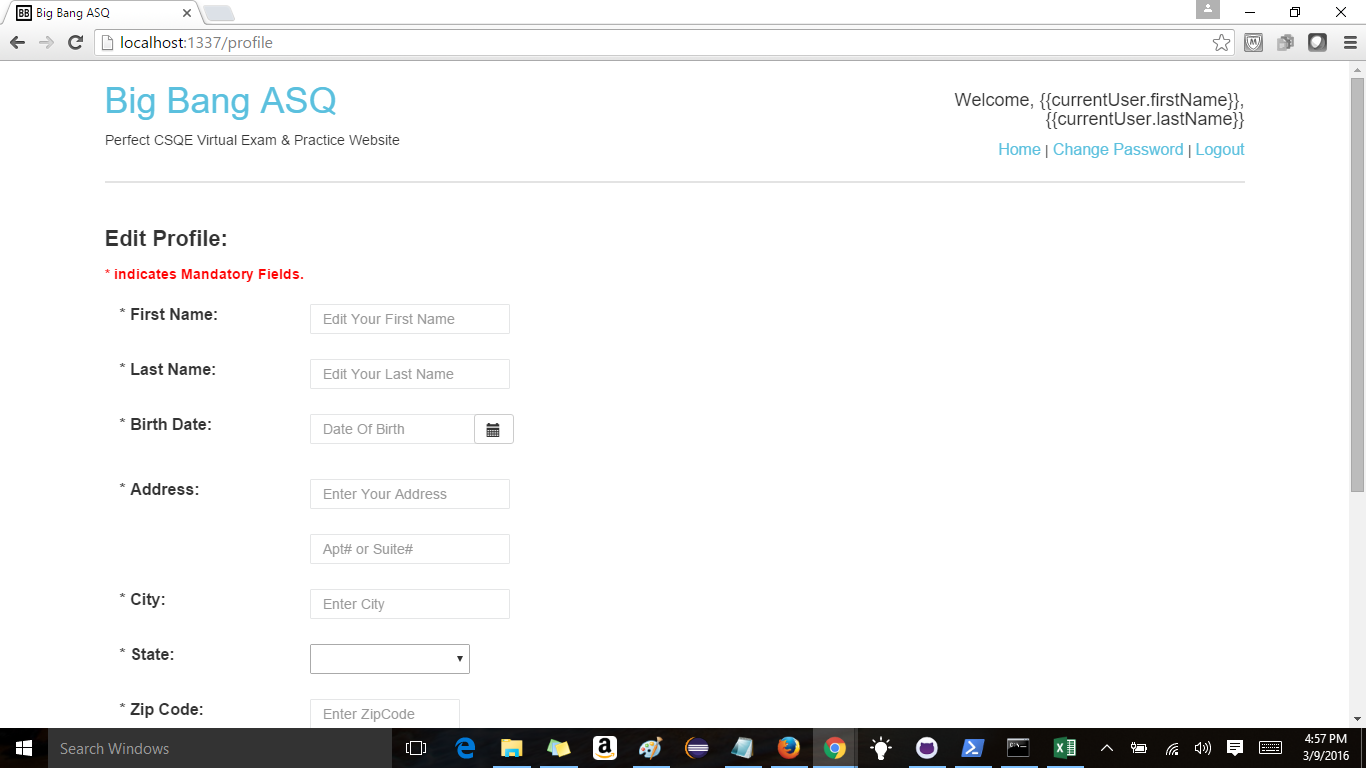 Big Bang ASQ
localhost:1337/profile
Big Bang ASQ
Perfect CSQE Virtual Exam & Practice Website
Welcome, {{currentUser.firstName}},
{{currentUser.lastName}}
Home | Change Password | Logout
Edit Profile:
* indicates Mandatory Fields.
* First Name:
Edit Your First Name
* Last Name:
Edit Your Last Name
* Birth Date:
Date Of Birth
* Address:
Enter Your Address
Apt# or Suite#
* City:
Enter City
* State:
* Zip Code:
Enter ZipCode
Search Windows
4:57 PM
3/9/2016